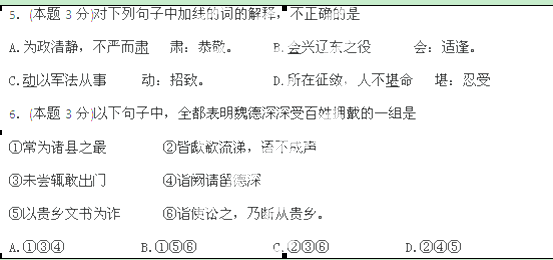 5. (本题 3 分)对下列句子中加线的词的解释，不正确的是
A.为政清静，不严而肃 肃：恭敬。 B.会兴辽东之役 会：适逢。
C.动以军法从事 动：招致。 D.所在征敛，人不堪命 堪：忍受
6. (本题 3 分)以下句子中，全都表明魏德深深受百姓拥戴的一组是
①常为诸县之最 ②皆歔欷流涕，语不成声
③未尝辄敢出门 ④诣阙请留德深
⑤以贵乡文书为诈 ⑥诣使讼之，乃断从贵乡。
A.①③④ B.①⑤⑥ C.②③⑥ D.②④⑤